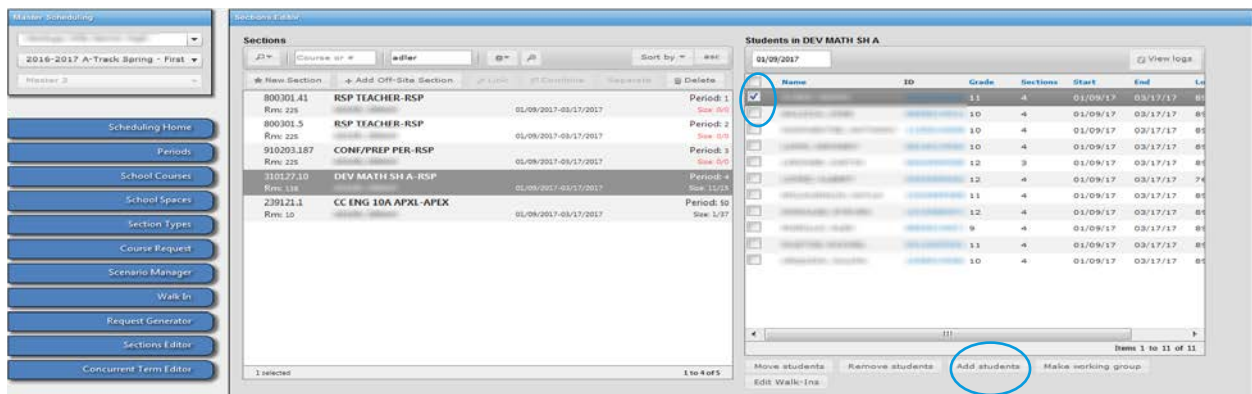 Master Scheduling
2016-2017 A-Track Spring - First
Master 2
Scheduling Home
Periods
School Courses
School Spaces
Section Types
Course Request
Scenario Manager
Walk In
Request Generator
Sections Editor
Concurrent Term Editor
Sections Editor
Sections
Course or # adler Sort by esc
New Section + Add Off-Site Section Link Combine Separate Delete
800301.41 RSP TEACHER-RSP Period: 1
Rm: 225 01/09/2017-03/17/2017 Size: 0/0
800301.5 RSP TEACHER-RSP Period: 2
Rm: 225 01/09/2017-03/17/2017 Size: 0/0
910203.187 CONF/PREP PER-RSP Period: 3
Rm: 225 01/09/2017-03/17/2017 Size: 0/0
310127.10 DEV MATH SH A-RSP Period: 4
Rm: 138 01/09/2017-03/17/2017 Size: 11/15
239121.1 CC ENG 10A APXL-APEX Period: 50
Rm: 10 01/09/2017-03/17/2017 Size: 1/37
1 selected 1 to 4 of 5
Students in DEV MATH SH A
01/09/2017 View logs
Name ID Grade Sections Start End
11 4 01/09/17 03/17/17
10 4 01/09/17 03/17/17
10 4 01/09/17 03/17/17
10 4 01/09/17 03/17/17
12 3 01/09/17 03/17/17
12 4 01/09/17 03/17/17
11 4 01/09/17 03/17/17
12 4 01/09/17 03/17/17
9 4 01/09/17 03/17/17
11 4 01/09/17 03/17/17
10 4 01/09/17 03/17/17
Items 1 to 11 of 11
Move students Remove students Add students Make working group
Edit Walk-Ins